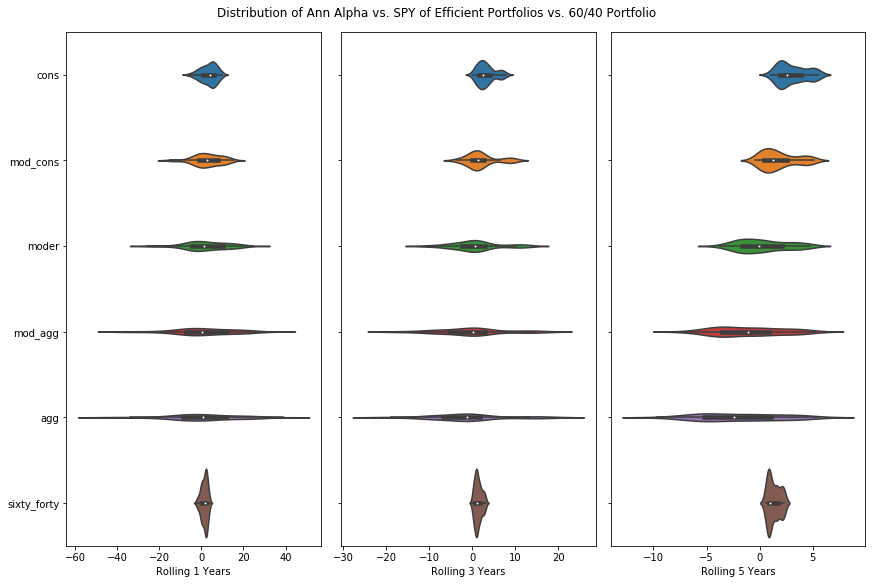 Distribution of Ann Alpha vs. SPY of Efficient Portfolios vs. 60/40 Portfolio
cons
mod_cons
moder
mod_agg
agg
sixty_forty
−60 −40 −20 0 20 40
−30 −20 −10 0 10 20
−10 −5 0 5
Rolling 1 Years
Rolling 3 Years
Rolling 5 Years